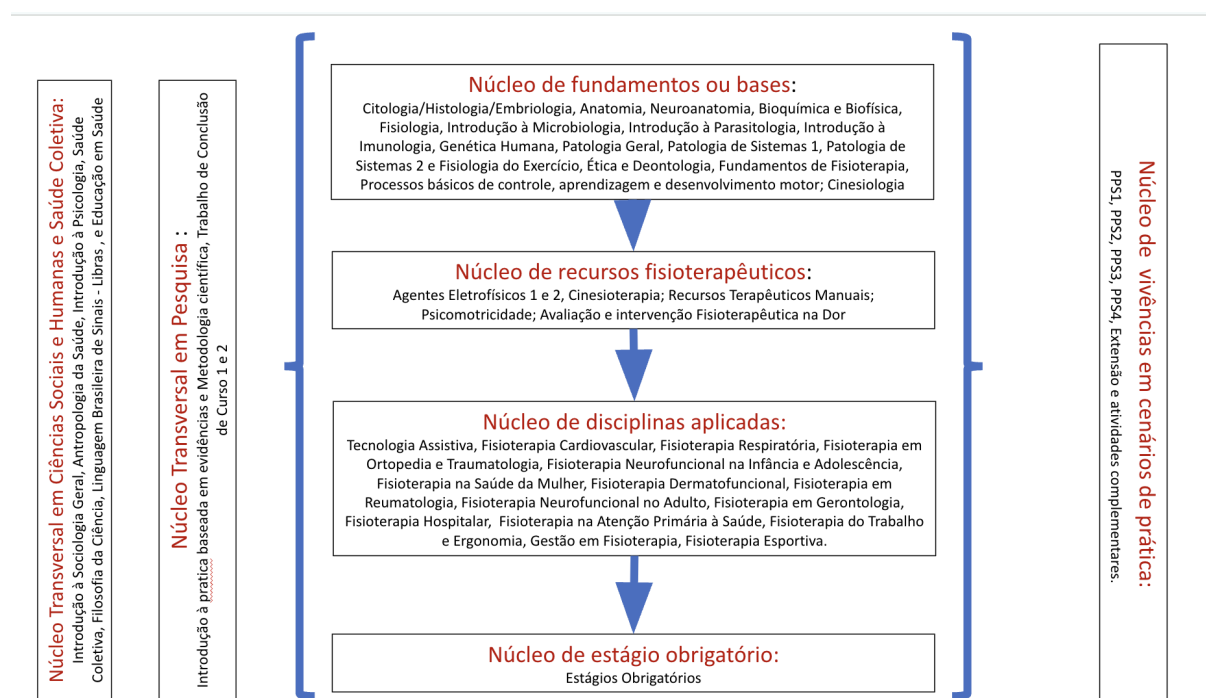 Núcleo Transversal em Ciências Sociais e Humanas e Saúde Coletiva:
Introdução à Sociologia Geral, Antropologia da Saúde, Introdução à Psicologia, Saúde
Coletiva, Filosofia da Ciência, Linguagem Brasileira de Sinais - Libras , e Educação em Saúde
Núcleo Transversal em Pesquisa :
Introdução à pratica baseada em evidências e Metodologia científica, Trabalho de Conclusão
de Curso 1 e 2
Núcleo de fundamentos ou bases:
Citologia/Histologia/Embriologia, Anatomia, Neuroanatomia, Bioquímica e Biofísica,
Fisiologia, Introdução à Microbiologia, Introdução à Parasitologia, Introdução à
Imunologia, Genética Humana, Patologia Geral, Patologia de Sistemas 1, Patologia de
Sistemas 2 e Fisiologia do Exercício, Ética e Deontologia, Fundamentos de Fisioterapia,
Processos básicos de controle, aprendizagem e desenvolvimento motor; Cinesiologia
Núcleo de recursos fisioterapêuticos:
Agentes Eletrofísicos 1 e 2, Cinesioterapia; Recursos Terapêuticos Manuais;
Psicomotricidade; Avaliação e intervenção Fisioterapêutica na Dor
Núcleo de disciplinas aplicadas:
Tecnologia Assistiva, Fisioterapia Cardiovascular, Fisioterapia Respiratória, Fisioterapia em
Ortopedia e Traumatologia, Fisioterapia Neurofuncional na Infância e Adolescência,
Fisioterapia na Saúde da Mulher, Fisioterapia Dermatofuncional, Fisioterapia em
Reumatologia, Fisioterapia Neurofuncional no Adulto, Fisioterapia em Gerontologia,
Fisioterapia Hospitalar, Fisioterapia na Atenção Primária à Saúde, Fisioterapia do Trabalho
e Ergonomia, Gestão em Fisioterapia, Fisioterapia Esportiva.
Núcleo de estágio obrigatório:
Estágios Obrigatórios
Núcleo de vivências em cenários de prática:
PPS1, PPS2, PPS3, PPS4, Extensão e atividades complementares.